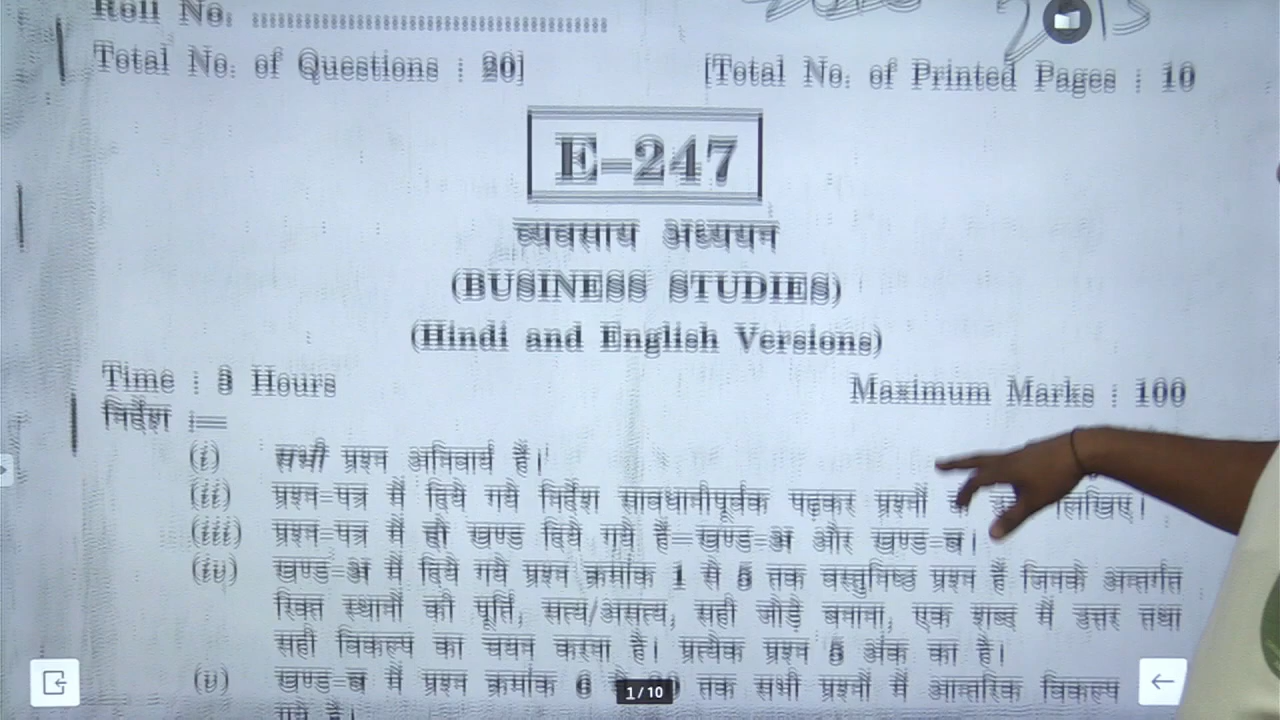 Roll No. ........................................
Total No. of Questions : 20]
[Total No. of Printed Pages : 10
E–247
व्यवसाय अध्ययन
(BUSINESS STUDIES)
(Hindi and English Versions)
Time : 3 Hours
Maximum Marks : 100
निर्देश :—
(i) सभी प्रश्न अनिवार्य हैं।
(ii) प्रश्न-पत्र में दिये गये निर्देश सावधानीपूर्वक पढ़कर प्रश्नों लिखिए।
(iii) प्रश्न-पत्र में दो खण्ड दिये गये हैं—खण्ड-अ और खण्ड-ब।
(iv) खण्ड-अ में दिये गये प्रश्न क्रमांक 1 से 5 तक वस्तुनिष्ठ प्रश्न हैं जिनके अन्तर्गत
रिक्त स्थानों की पूर्ति, सत्य/असत्य, सही जोड़े बनाना, एक शब्द में उत्तर तथा
सही विकल्प का चयन करना है। प्रत्येक प्रश्न 5 अंक का है।
(v) खण्ड-ब में प्रश्न क्रमांक 6 तक सभी प्रश्नों में आन्तरिक विकल्प
गये हैं।
1/10